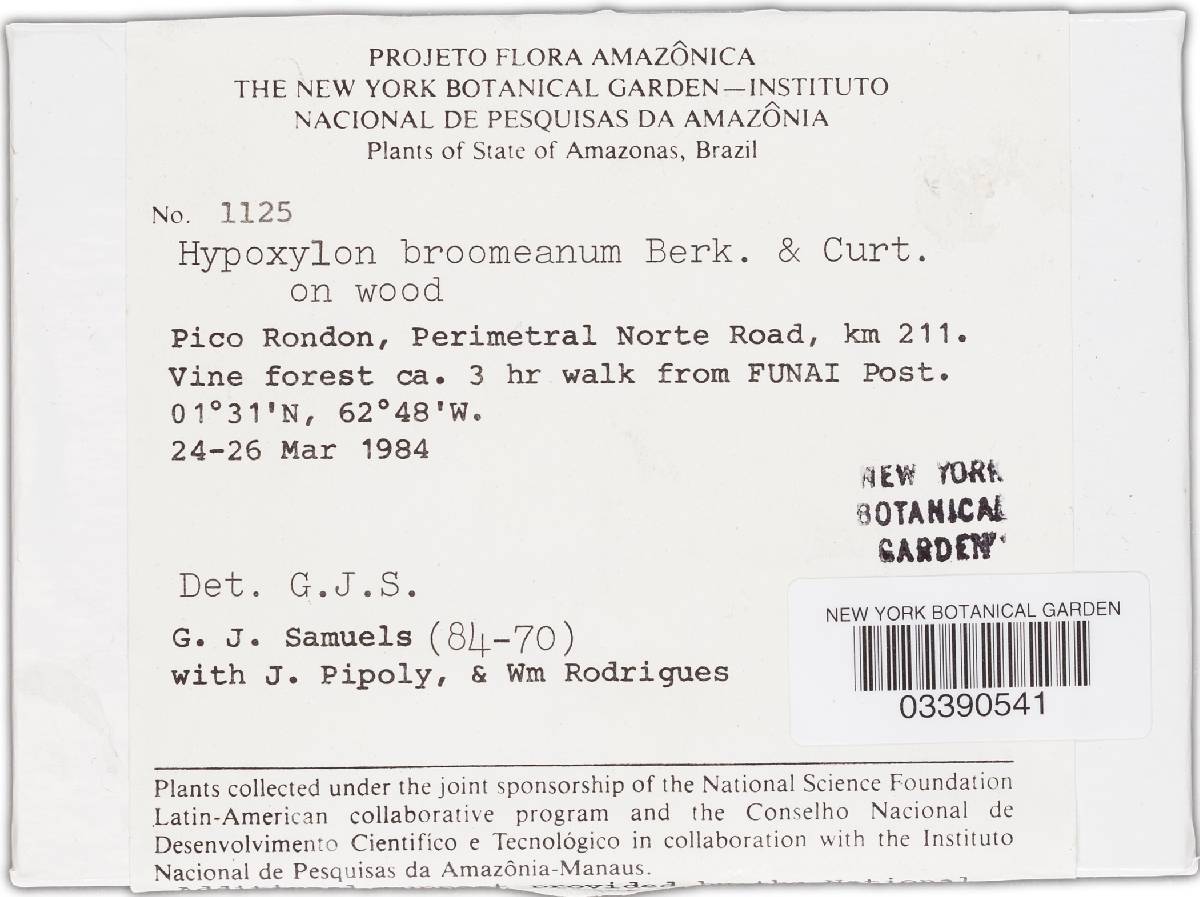 PROJETO FLORA AMAZÔNICA
THE NEW YORK BOTANICAL GARDEN—INSTITUTO
NACIONAL DE PESQUISAS DA AMAZÔNIA
Plants of State of Amazonas, Brazil
No. 1125
Hypoxylon broomeanum Berk. & Curt.
on wood
Pico Rondon, Perimetral Norte Road, km 211.
Vine forest ca. 3 hr walk from FUNAI Post.
01°31'N, 62°48'W.
24-26 Mar 1984
NEW YORK
BOTANICAL
GARDEN
Det. G.J.S.
G. J. Samuels (84-70)
with J. Pipoly, & Wm Rodrigues
NEW YORK BOTANICAL GARDEN
03390541
Plants collected under the joint sponsorship of the National Science Foundation
Latin-American collaborative program and the Conselho Nacional de
Desenvolvimento Científico e Tecnológico in collaboration with the Instituto
Nacional de Pesquisas da Amazônia-Manaus.
provided by the National